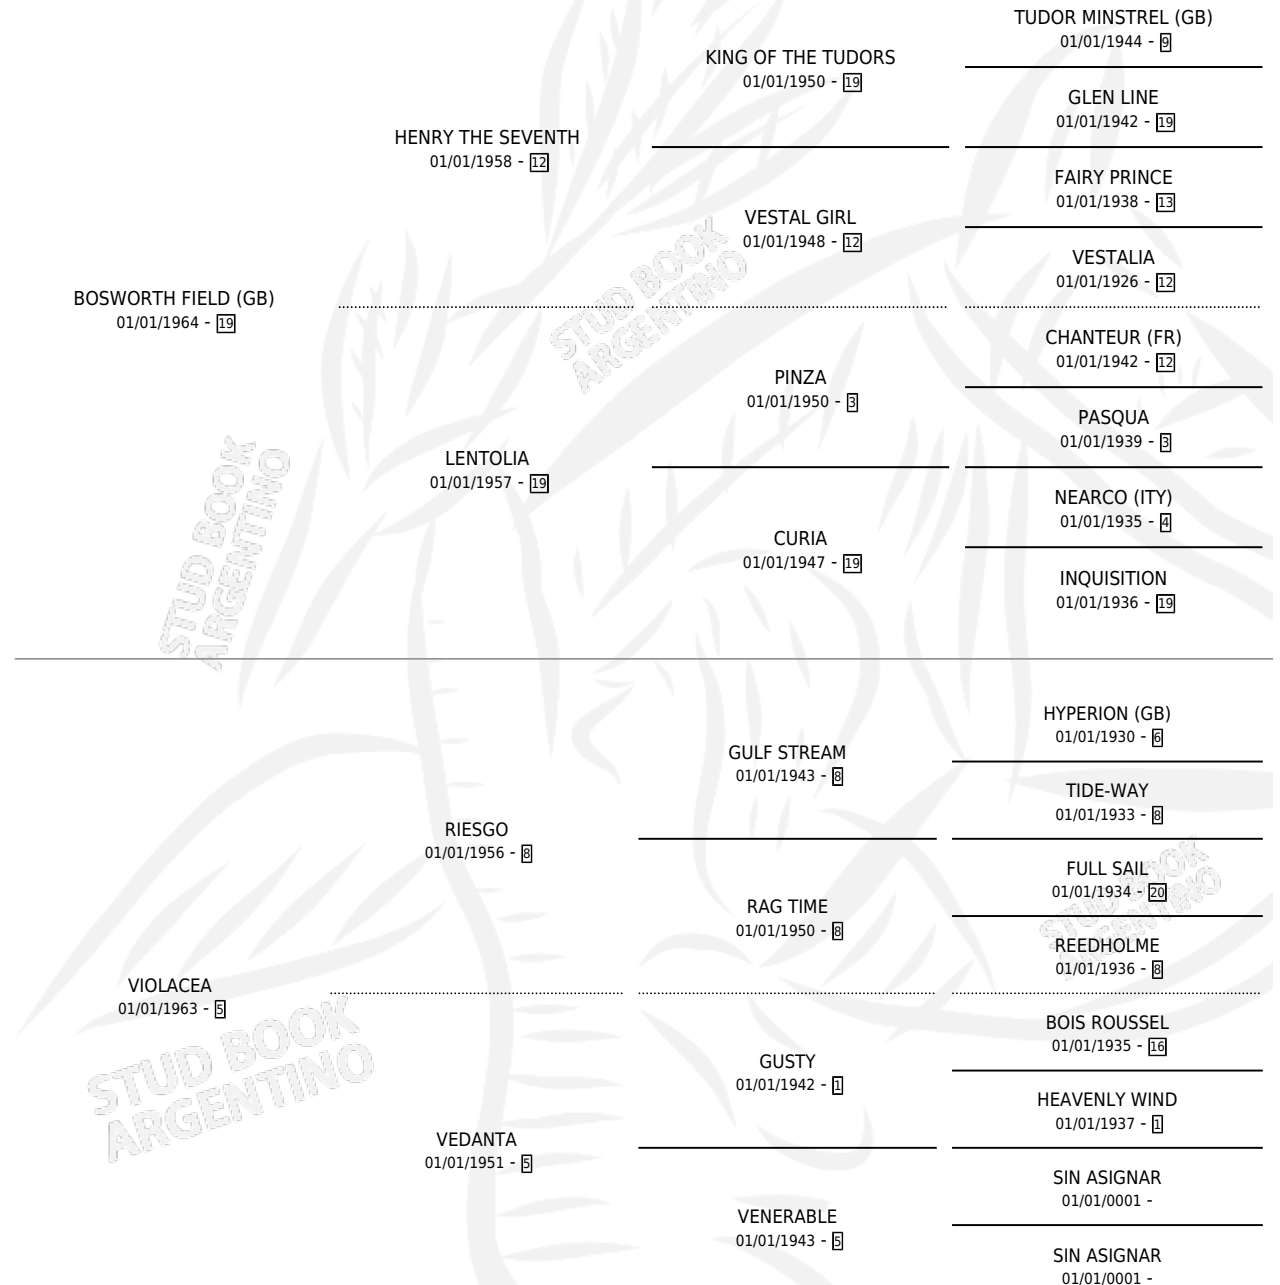 TUDOR MINSTREL (GB)
01/01/1944 - 9
KING OF THE TUDORS
01/01/1950 - 19
GLEN LINE
01/01/1942 - 19
HENRY THE SEVENTH
01/01/1958 - 12
FAIRY PRINCE
01/01/1938 - 13
VESTAL GIRL
01/01/1948 - 12
VESTALIA
01/01/1926 - 12
BOSWORTH FIELD (GB)
01/01/1964 - 19
CHANTEUR (FR)
01/01/1942 - 12
PINZA
01/01/1950 - 3
PASQUA
01/01/1939 - 3
LENTOLIA
01/01/1957 - 19
NEARCO (ITY)
01/01/1935 - 4
CURIA
01/01/1947 - 19
INQUISITION
01/01/1936 - 19
HYPERION (GB)
01/01/1930 - 6
GULF STREAM
01/01/1943 - 8
TIDE-WAY
01/01/1933 - 8
RIESGO
01/01/1956 - 8
FULL SAIL
01/01/1934 - 20
RAG TIME
01/01/1950 - 8
REEDHOLME
01/01/1936 - 8
VIOLACEA
01/01/1963 - 5
BOIS ROUSSEL
01/01/1935 - 16
GUSTY
01/01/1942 - 1
HEAVENLY WIND
01/01/1937 - 1
VEDANTA
01/01/1951 - 5
SIN ASIGNAR
01/01/0001 -
VENERABLE
01/01/1943 - 5
SIN ASIGNAR
01/01/0001 -
STUD BOOK
ARGENTINO
STUD BOOK
ARGENTINO
STUD BOOK
ARGENTINO
STUD BOOK
ARGENTINO